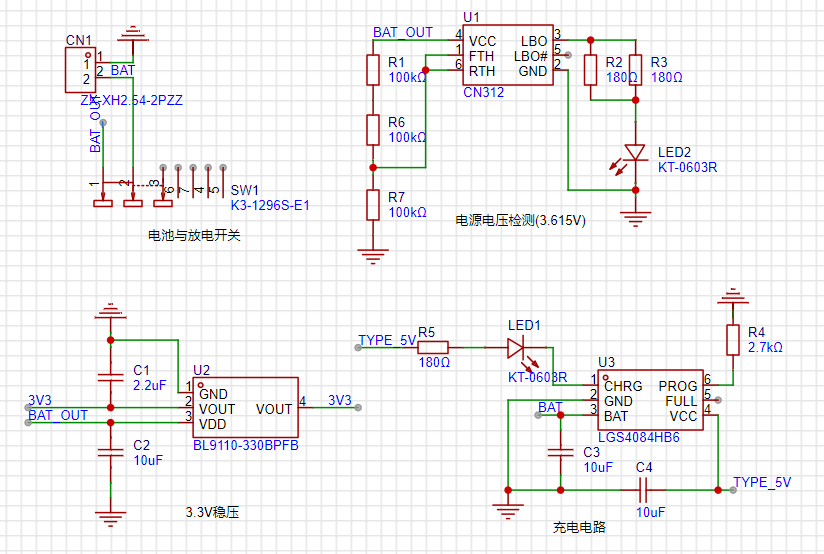 CN1
1
1
2
2
BAT
ZX-XH2.54-2PZZ
BAT_OUT
1
2
3
6
7
4
5
SW1
K3-1296S-E1
电池与放电开关
BAT_OUT
U1
4
VCC
1
FTH
6
RTH
LBO
3
LBO#
5
GND
2
CN312
R1
100kΩ
R6
100kΩ
R7
100kΩ
R2
180Ω
R3
180Ω
LED2
KT-0603R
电源电压检测(3.615V)
C1
2.2uF
U2
1
GND
2
VOUT
3
VDD
VOUT
4
3V3
BL9110-330BPFB
3V3
BAT_OUT
C2
10uF
3.3V稳压
TYPE_5V
R5
180Ω
LED1
KT-0603R
R4
2.7kΩ
U3
1
CHRG
2
GND
3
BAT
PROG
6
FULL
5
VCC
4
LGS4084HB6
BAT
C3
10uF
C4
10uF
TYPE_5V
充电电路